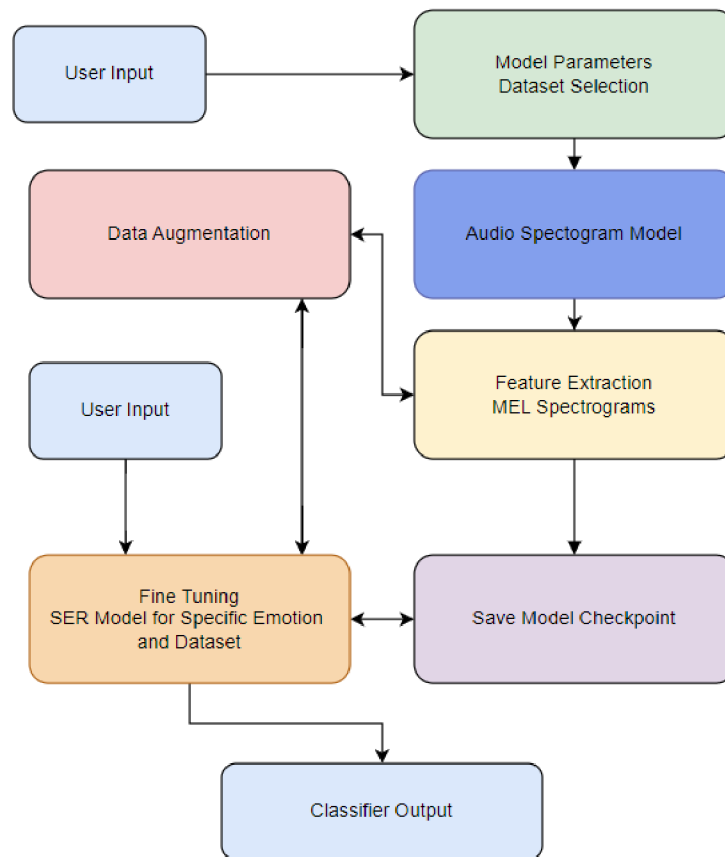 User Input
Model Parameters
Dataset Selection
Data Augmentation
Audio Spectogram Model
User Input
Feature Extraction
MEL Spectrograms
Fine Tuning
SER Model for Specific Emotion
and Dataset
Save Model Checkpoint
Classifier Output